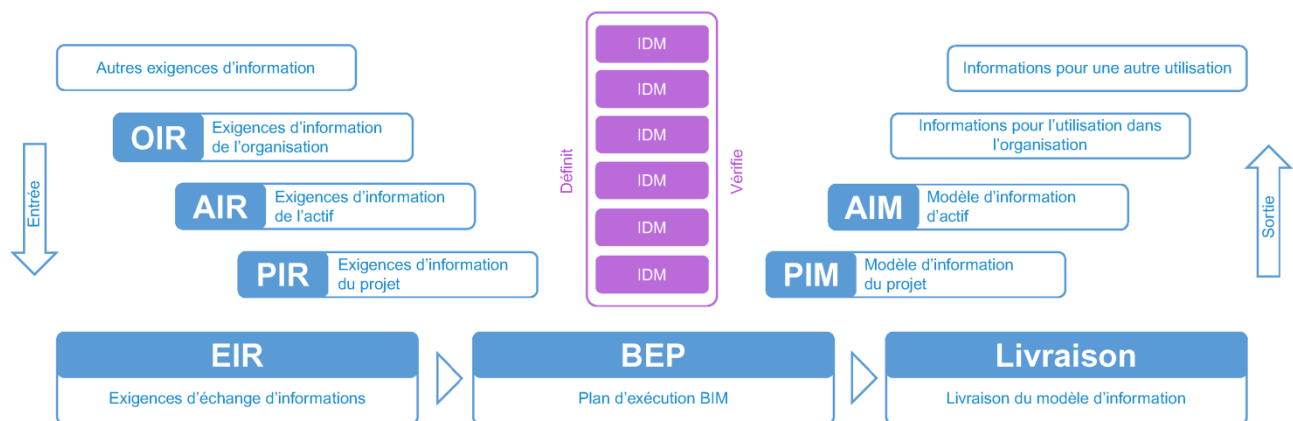 Autres exigences d'information
OIR
Exigences d'information
de l'organisation
AIR
Exigences d'information
de l'actif
PIR
Exigences d'information
du projet
Entrée
Définit
IDM
IDM
IDM
IDM
IDM
IDM
Vérifie
Informations pour une autre utilisation
Informations pour l'utilisation dans
l'organisation
AIM
Modèle d'information
d'actif
PIM
Modèle d'information
du projet
Sortie
EIR
Exigences d'échange d'informations
BEP
Plan d'exécution BIM
Livraison
Livraison du modèle d'information